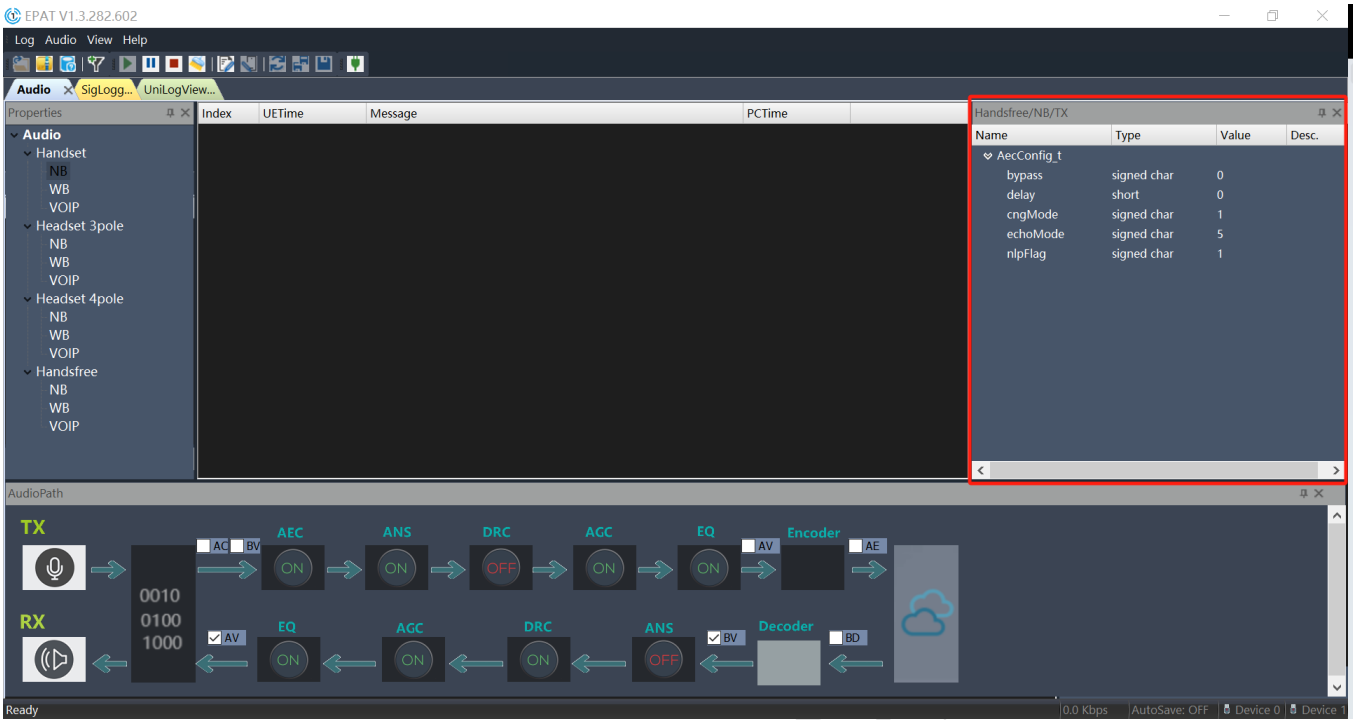 EPAT V1.3.282.602
Log Audio View Help
Audio SigLogg... UniLogView...
Properties
Audio
Handset
NB
WB
VOIP
Headset 3pole
NB
WB
VOIP
Headset 4pole
NB
WB
VOIP
Handsfree
NB
WB
VOIP
Index UETime Message PCTime
Handsfree/NB/TX
Name Type Value Desc.
AecConfig_t
bypass signed char 0
delay short 0
cngMode signed char 1
echoMode signed char 5
nlpFlag signed char 1
AudioPath
TX
AC BV AEC ANS DRC AGC EQ AV Encoder AE
ON ON OFF ON ON
0010
0100
1000
RX
AV EQ AGC DRC ANS BV Decoder BD
ON ON ON OFF
Ready 0.0 Kbps AutoSave: OFF Device 0 Device 1